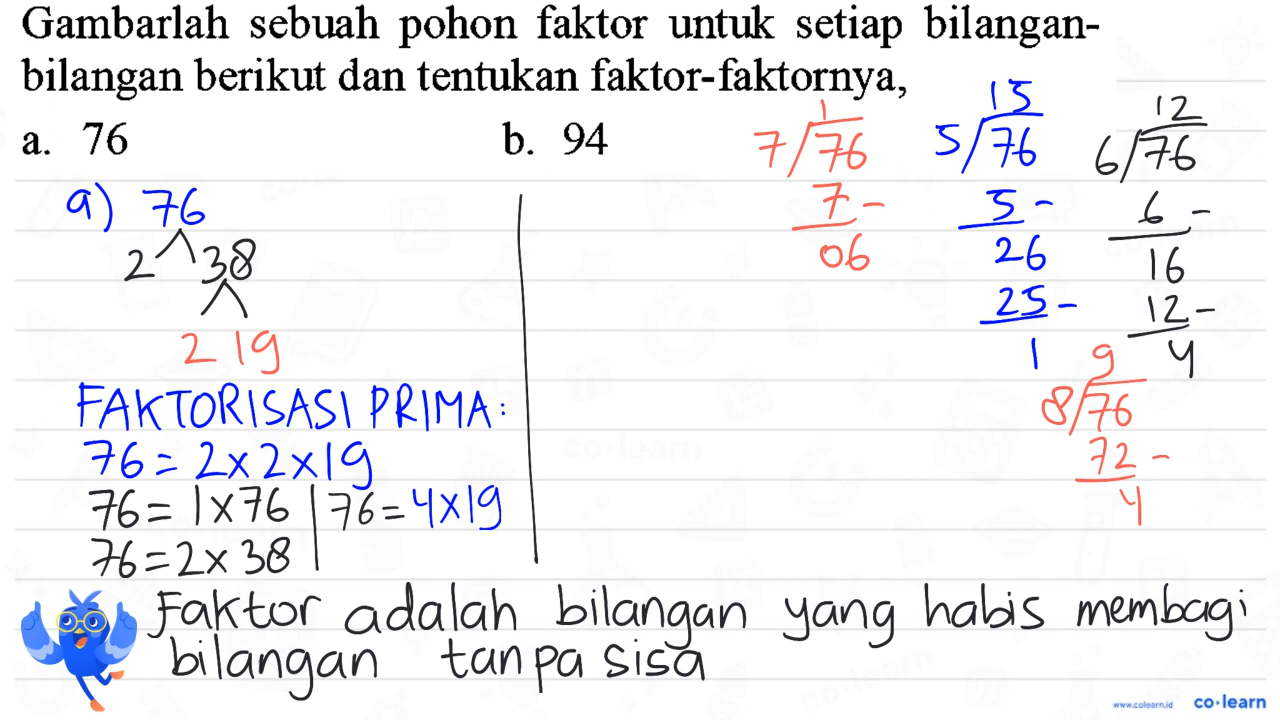 Gambarlah sebuah pohon faktor untuk setiap bilangan-
bilangan berikut dan tentukan faktor-faktornya,
a. 76
b. 94
a) 76
2 38
2 19
FAKTORISASI PRIMA:
76 = 2 x 2 x 19
76 = 1 x 76 | 76 = 4 x 19
76 = 2 x 38
1
7/76
7 -
06
15
5/76
5 -
26
25 -
1
12
6/76
6 -
16
12 -
4
9
8/76
72 -
4
Faktor adalah bilangan yang habis membagi
bilangan tanpa sisa
www.colearn.id co·learn